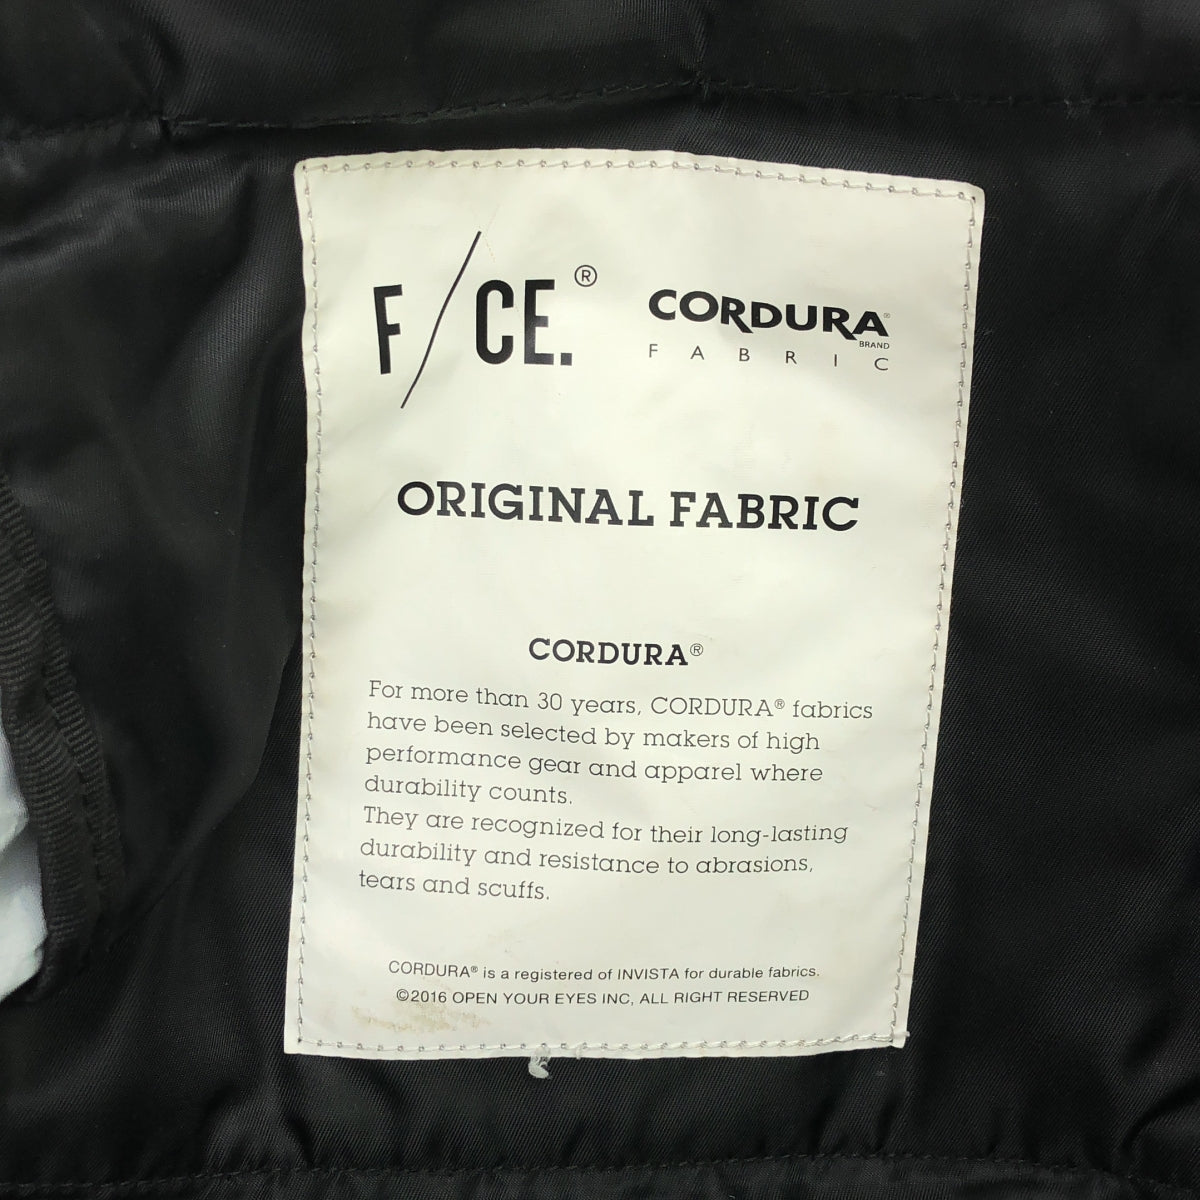 F/CE.®
CORDURA®
BRAND
FABRIC
ORIGINAL FABRIC
CORDURA®
For more than 30 years, CORDURA® fabrics
have been selected by makers of high
performance gear and apparel where
durability counts.
They are recognized for their long-lasting
durability and resistance to abrasions,
tears and scuffs.
CORDURA® is a registered of INVISTA for durable fabrics.
©2016 OPEN YOUR EYES INC, ALL RIGHT RESERVED